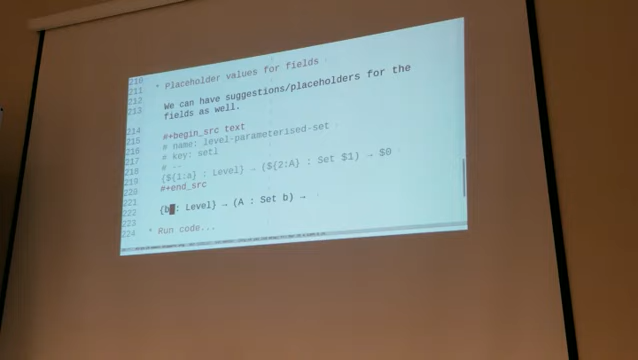 210
211 * Placeholder values for fields
212
213 We can have suggestions/placeholders for the
fields as well.
214
215 #+begin_src text
216 # name: level-parameterised-set
217 # key: setl
218 # --
219 {${1:a} : Level} → (${2:A} : Set $1) → $0
220 #+end_src
221
222 {b : Level} → (A : Set b) →
223
224 * Run code...